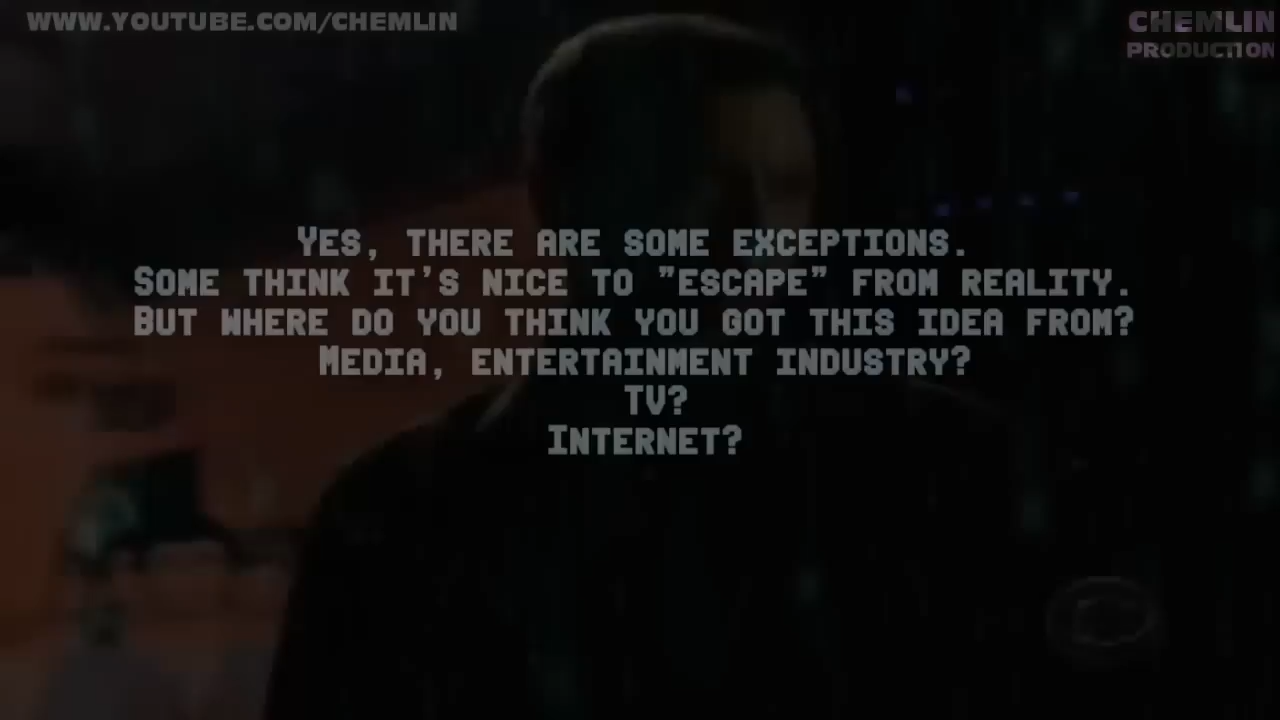 WWW.YOUTUBE.COM/CHEMLIN
CHEMLIN
PRODUCTION
YES, THERE ARE SOME EXCEPTIONS.
SOME THINK IT'S NICE TO "ESCAPE" FROM REALITY.
BUT WHERE DO YOU THINK YOU GOT THIS IDEA FROM?
MEDIA, ENTERTAINMENT INDUSTRY?
TV?
INTERNET?